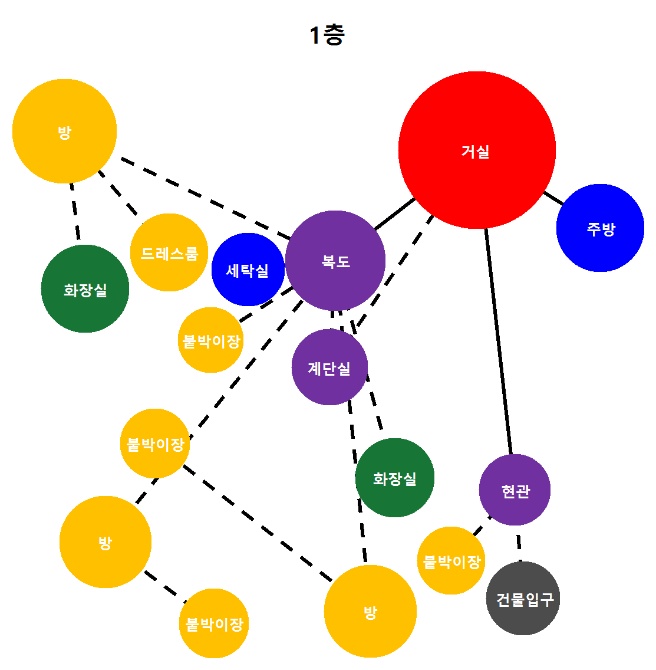 1층
방
거실
주방
드레스룸
복도
세탁실
화장실
붙박이장
계단실
붙박이장
화장실
현관
방
붙박이장
건물입구
방
붙박이장